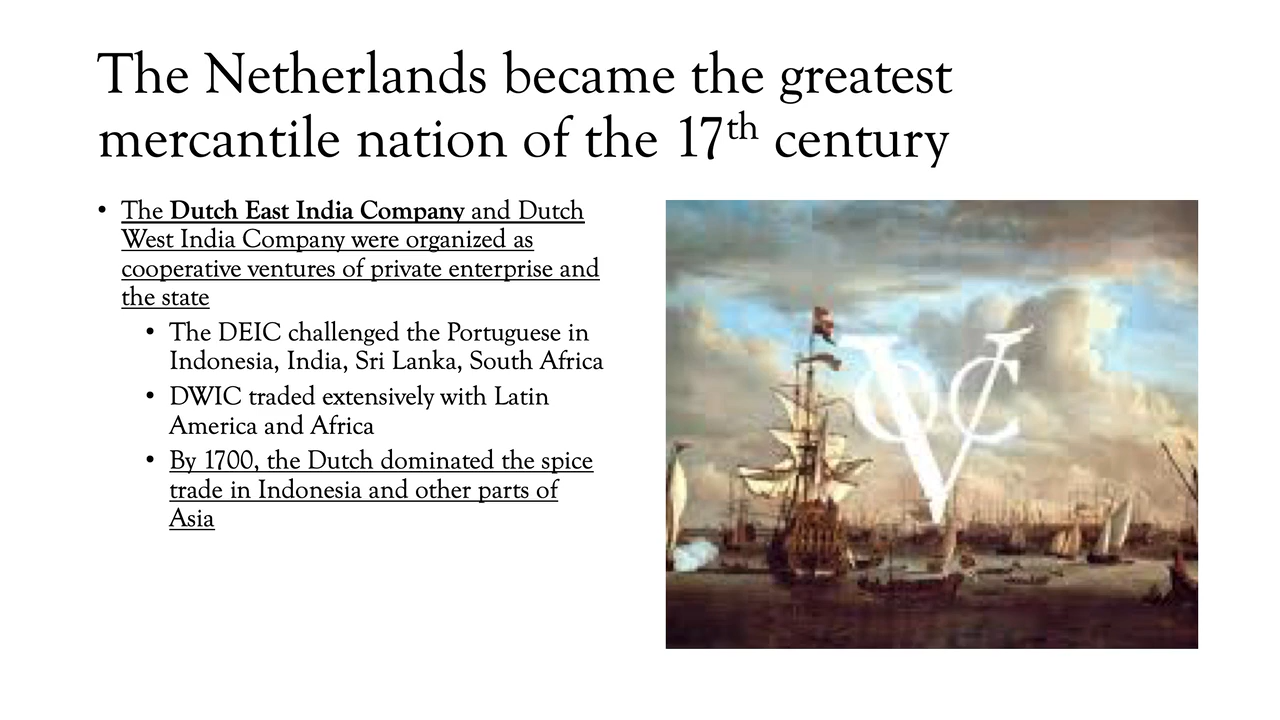 The Netherlands became the greatest
mercantile nation of the 17th century
• The Dutch East India Company and Dutch
West India Company were organized as
cooperative ventures of private enterprise and
the state
• The DEIC challenged the Portuguese in
Indonesia, India, Sri Lanka, South Africa
• DWIC traded extensively with Latin
America and Africa
• By 1700, the Dutch dominated the spice
trade in Indonesia and other parts of
Asia
VOC